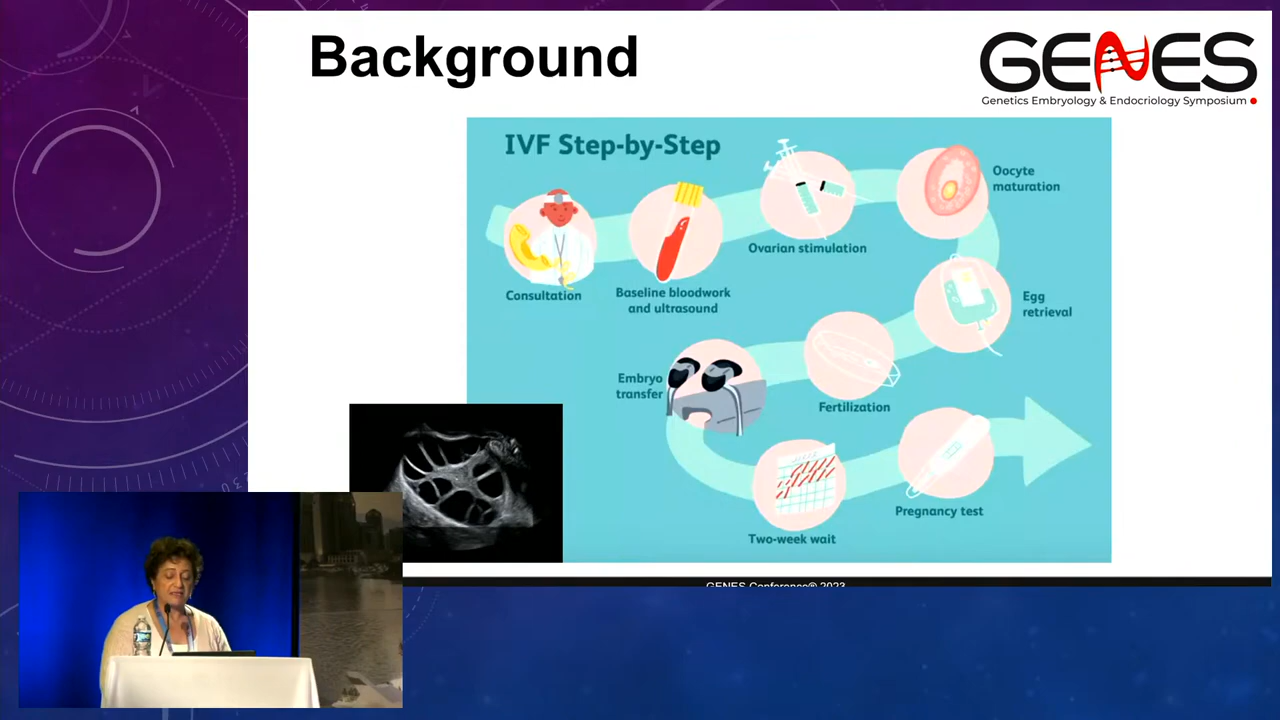 Background
GENES
Genetics Embryology & Endocriology Symposium
IVF Step-by-Step
Oocyte
maturation
Ovarian stimulation
Consultation
Baseline bloodwork
and ultrasound
Egg
retrieval
Embryo
transfer
Fertilization
Pregnancy test
Two-week wait
GENES Conference® 2023